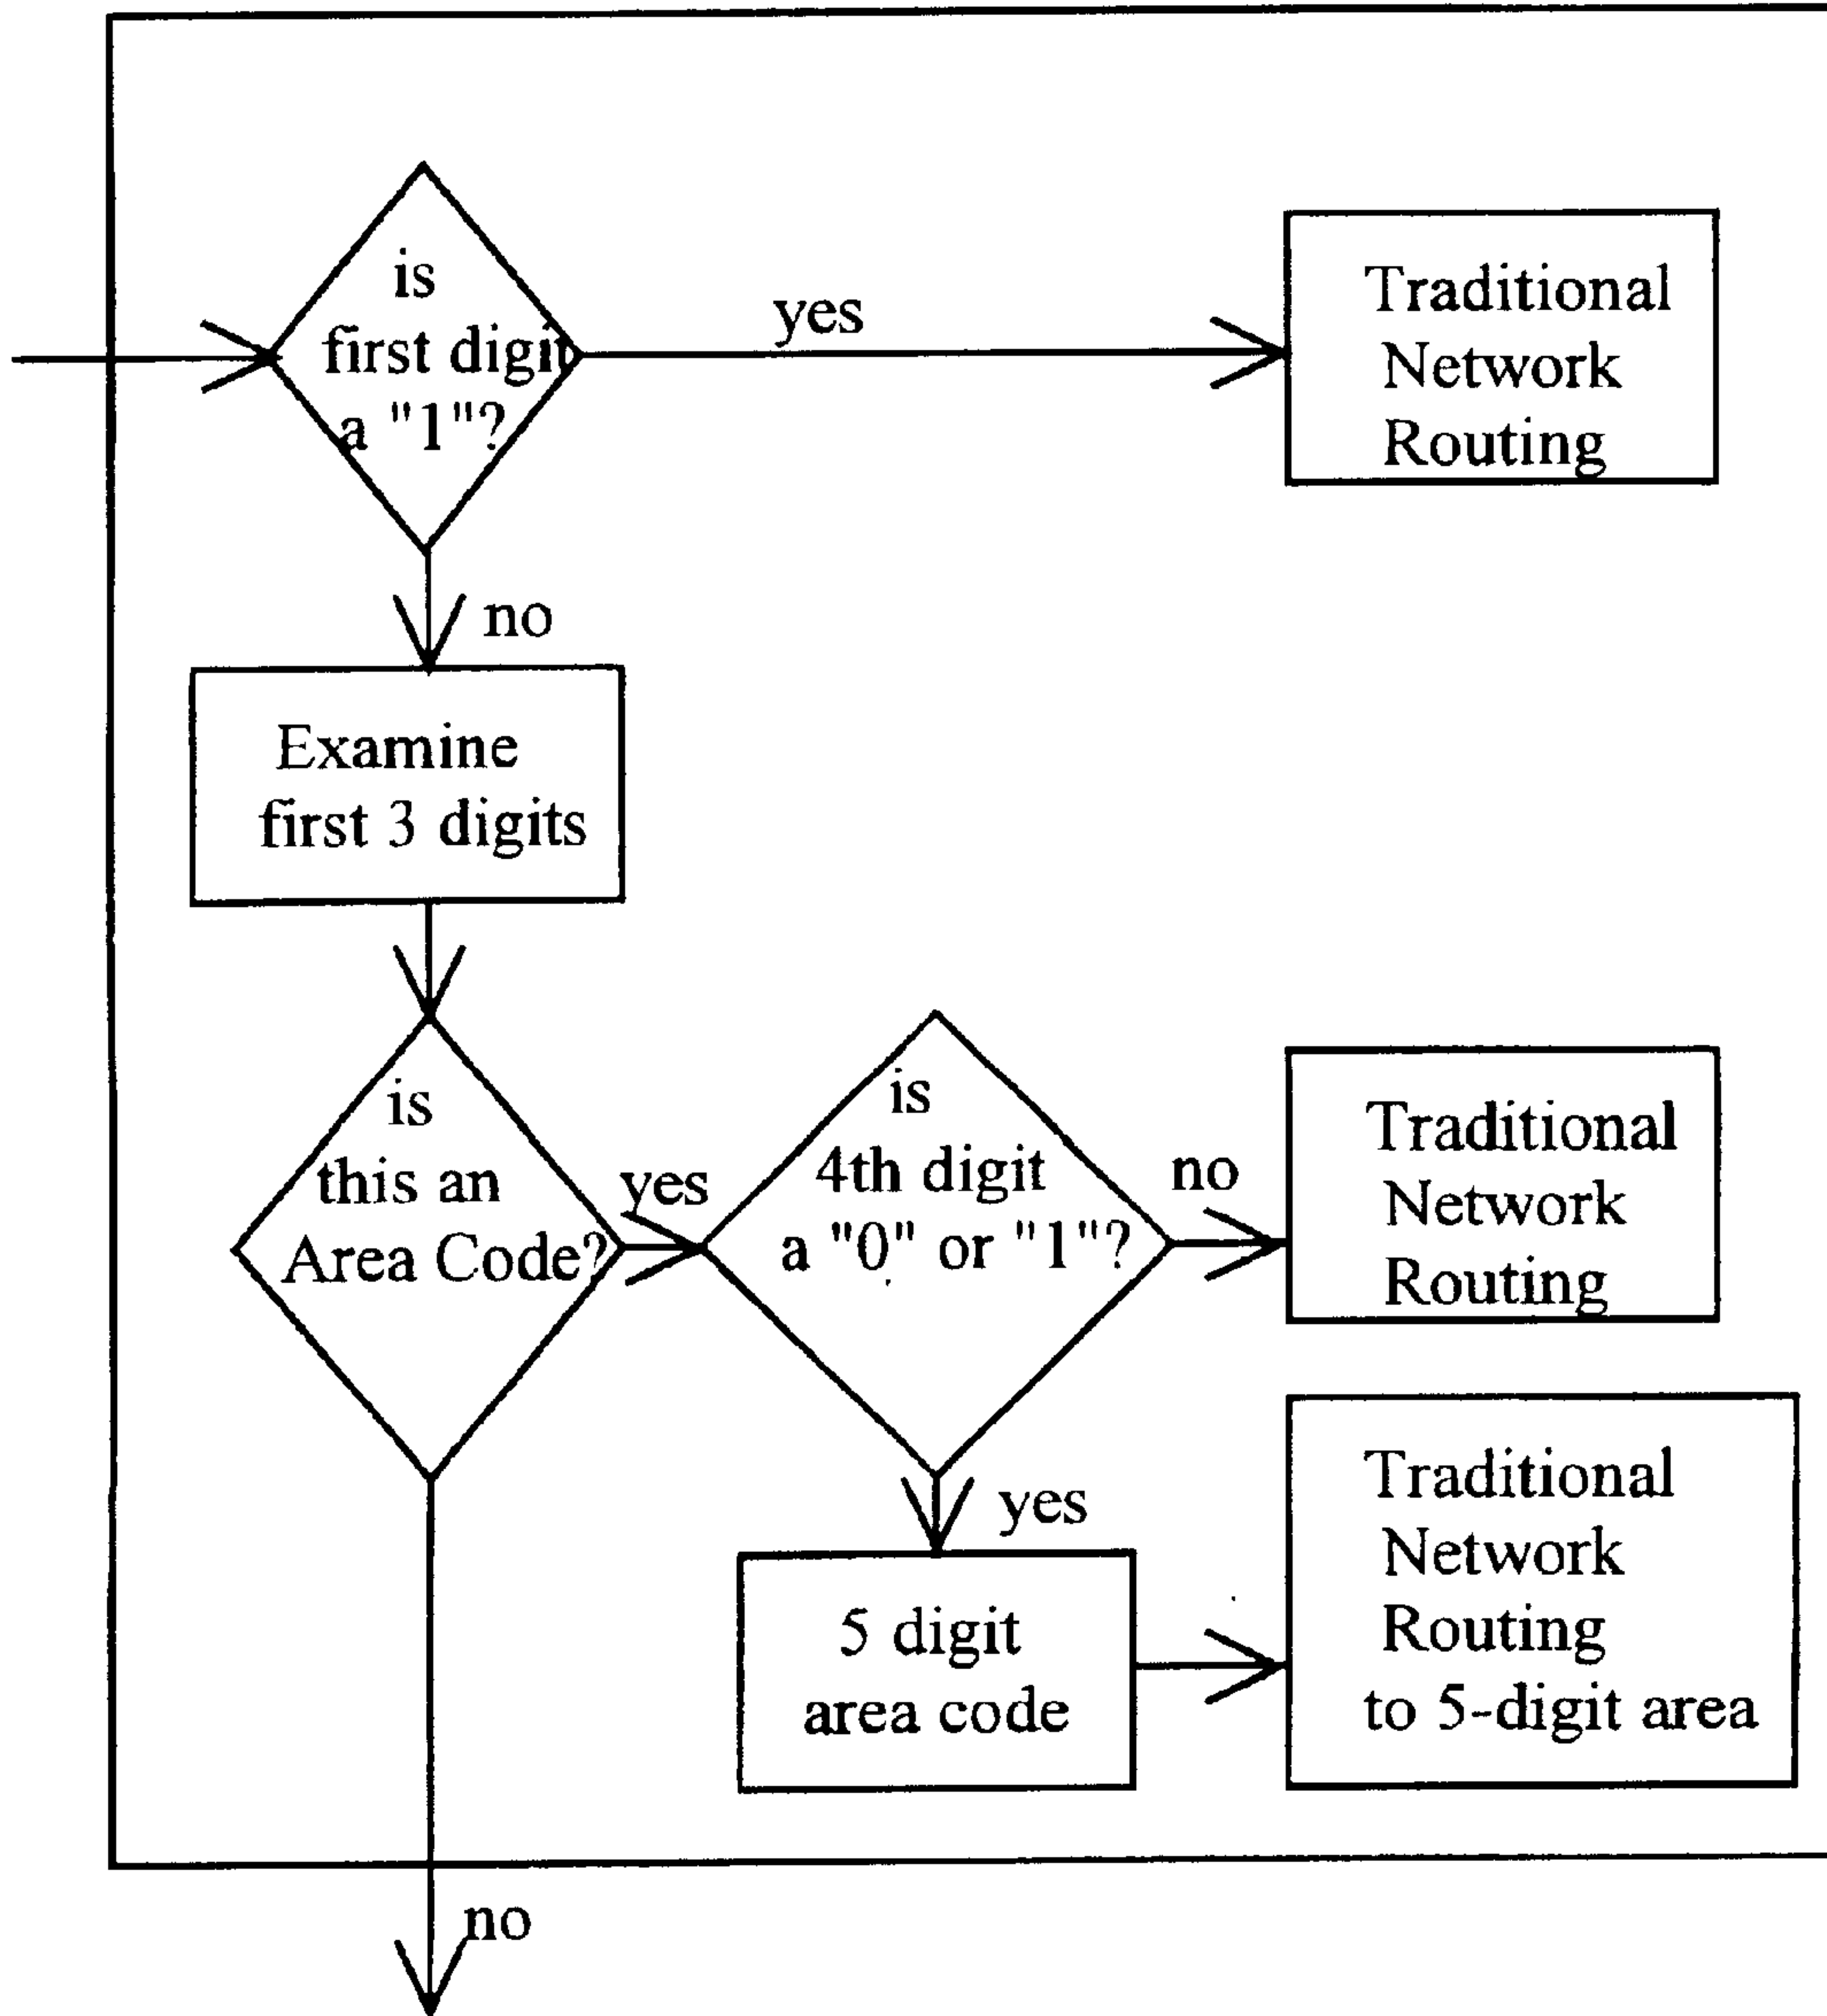 is
first digit
a "1"?
yes
Traditional
Network
Routing
no
Examine
first 3 digits
is
this an
Area Code?
yes
is
4th digit
a "0" or "1"?
no
Traditional
Network
Routing
yes
5 digit
area code
Traditional
Network
Routing
to 5-digit area
no